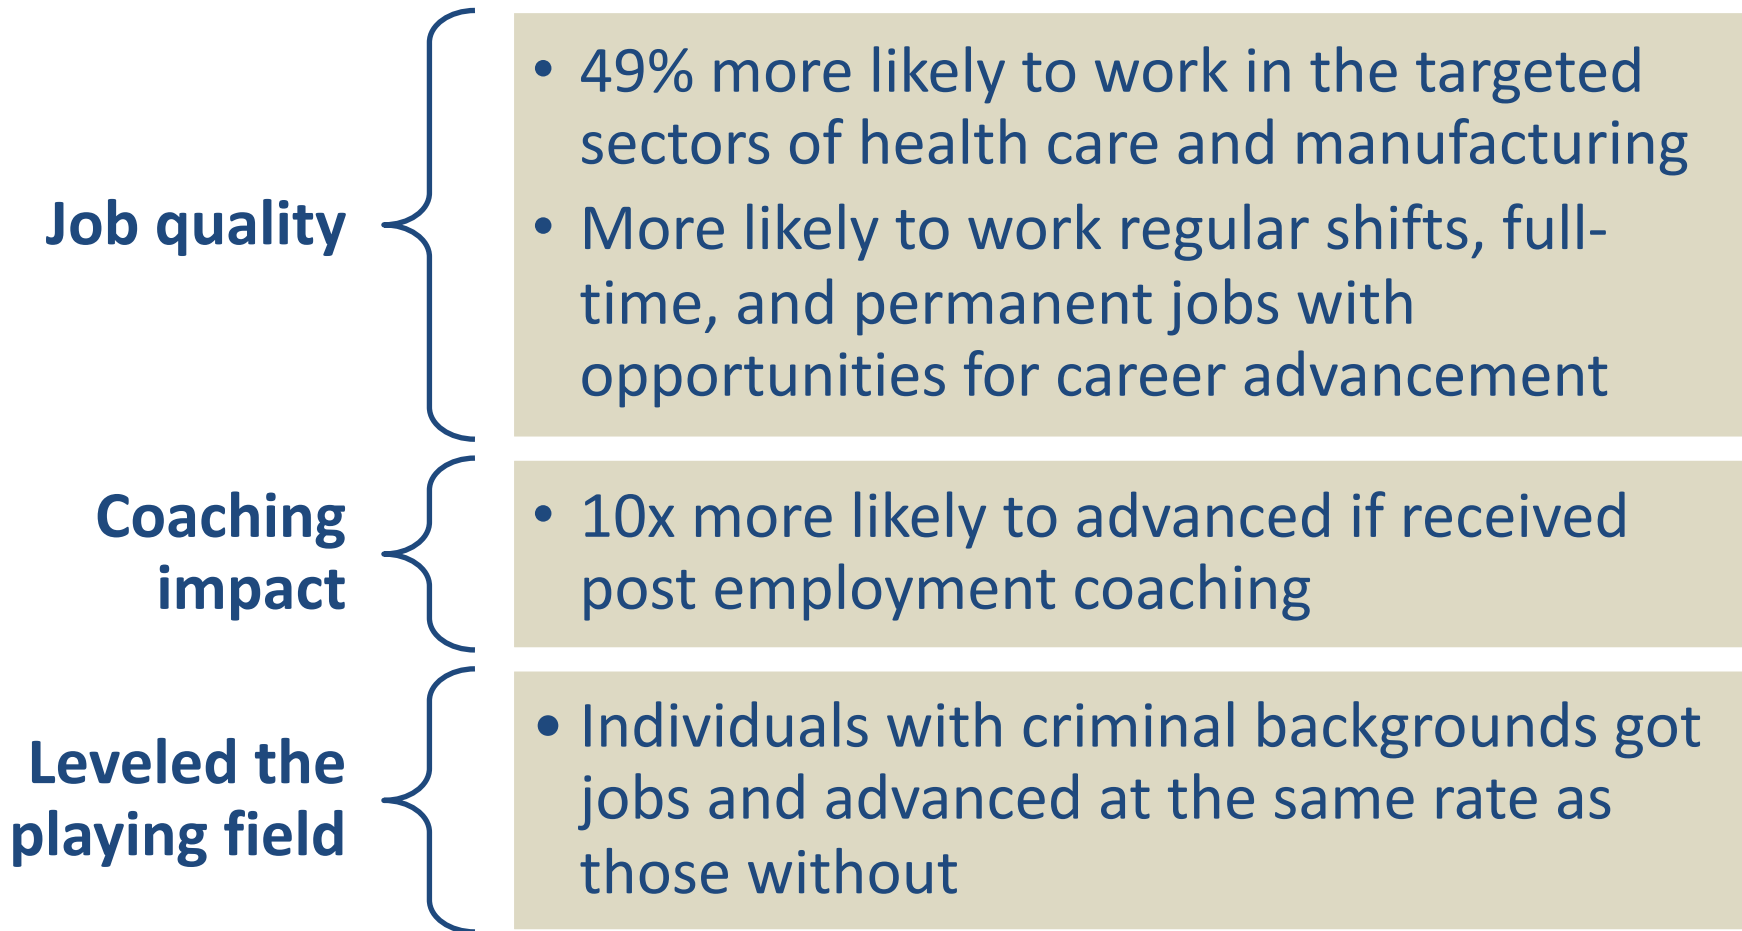 Job quality
• 49% more likely to work in the targeted
sectors of health care and manufacturing
• More likely to work regular shifts, full-
time, and permanent jobs with
opportunities for career advancement
Coaching
impact
• 10x more likely to advanced if received
post employment coaching
Leveled the
playing field
• Individuals with criminal backgrounds got
jobs and advanced at the same rate as
those without